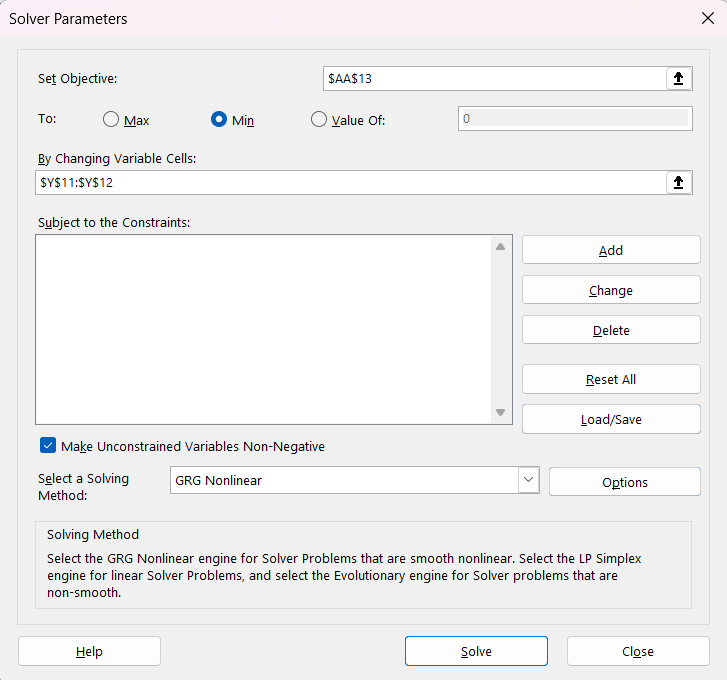 Solver Parameters
Set Objective:
$AA$13
To:
Max
Min
Value Of:
0
By Changing Variable Cells:
$Y$11:$Y$12
Subject to the Constraints:
Add
Change
Delete
Reset All
Load/Save
Make Unconstrained Variables Non-Negative
Select a Solving
Method:
GRG Nonlinear
Options
Solving Method
Select the GRG Nonlinear engine for Solver Problems that are smooth nonlinear. Select the LP Simplex
engine for linear Solver Problems, and select the Evolutionary engine for Solver problems that are
non-smooth.
Help
Solve
Close